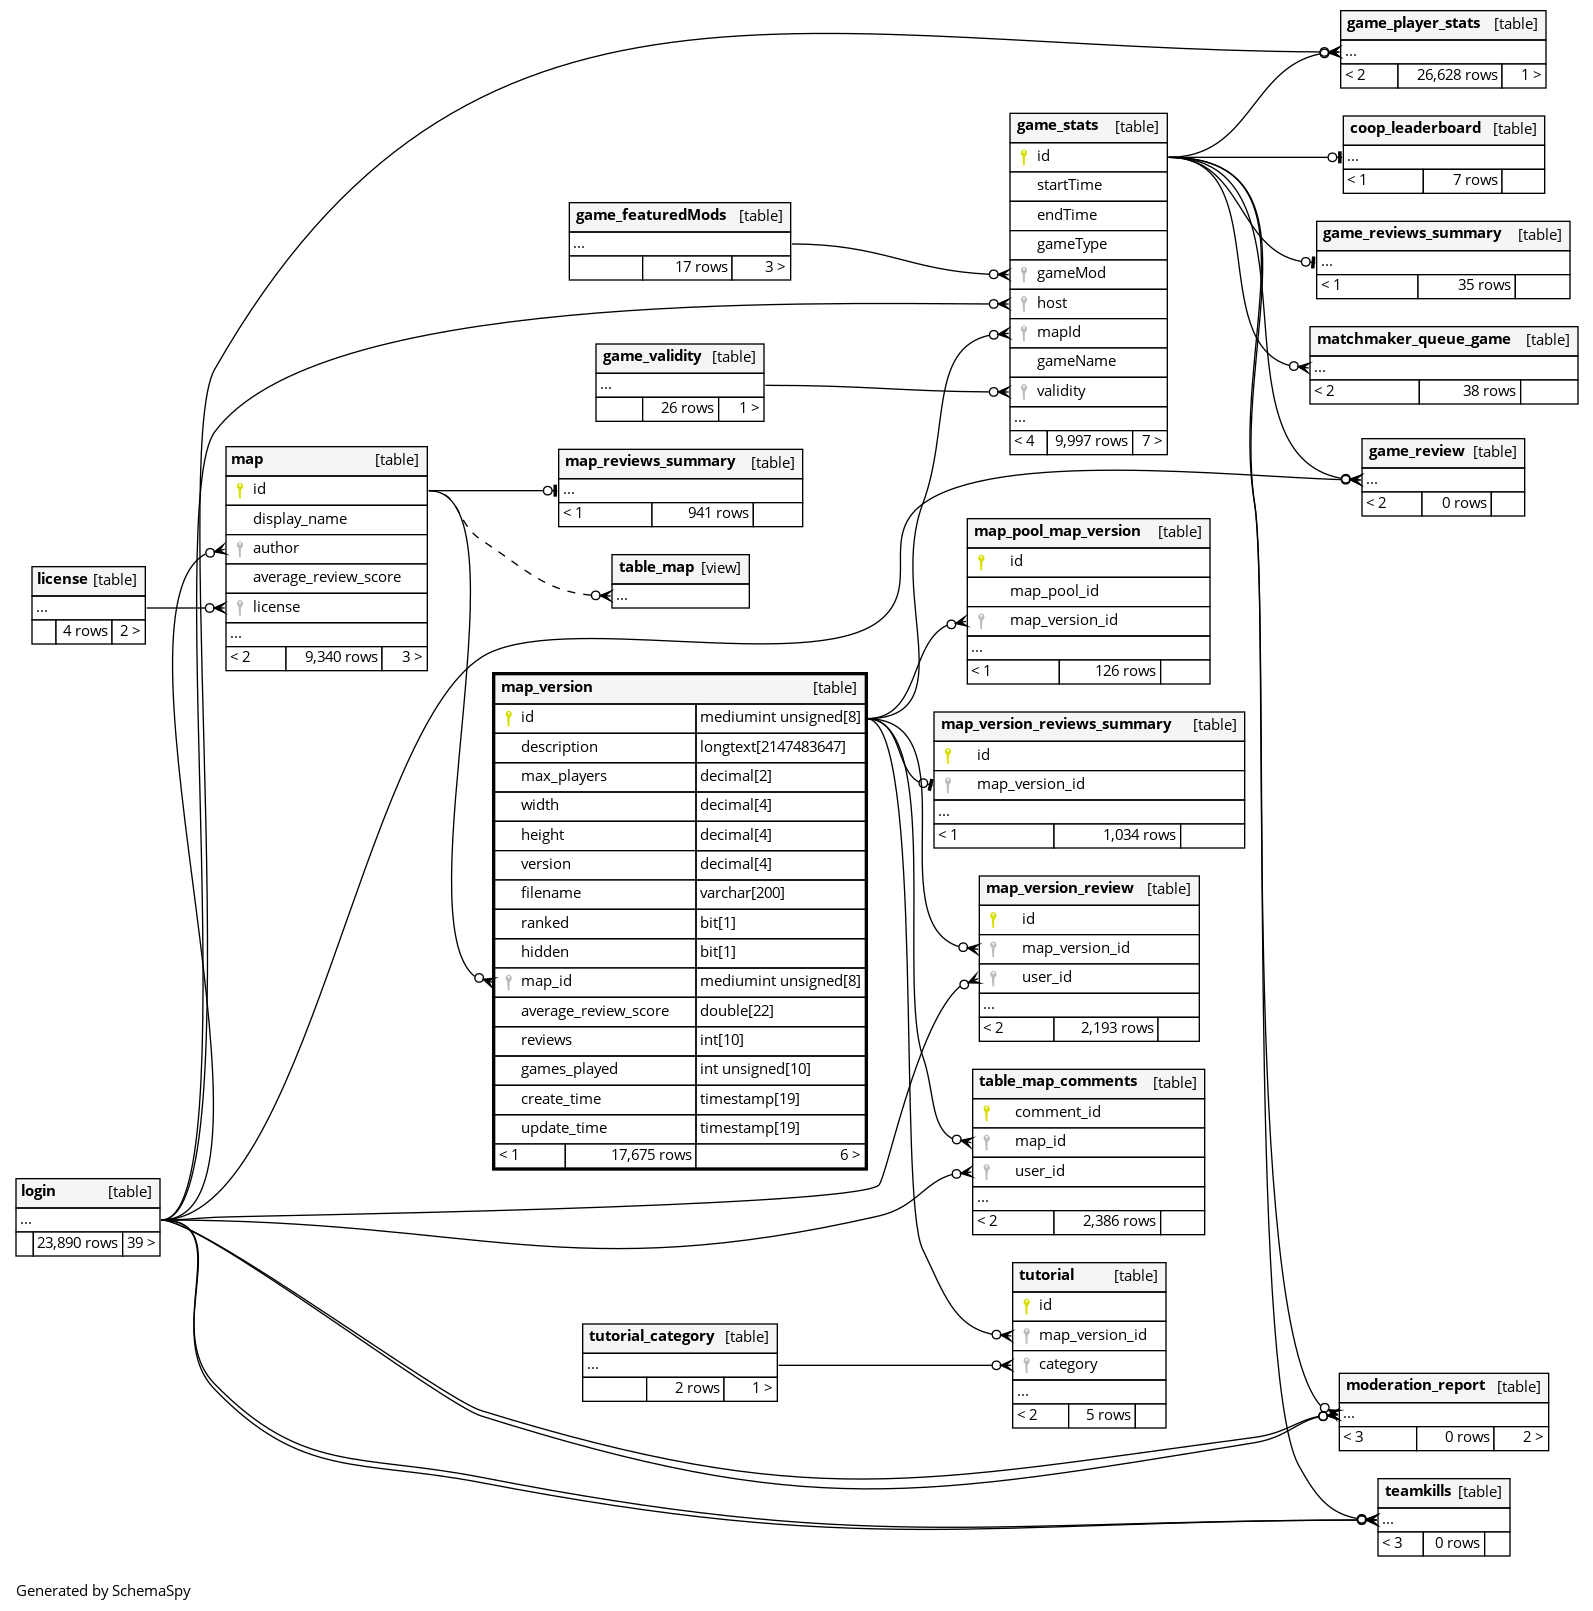 game_player_stats [table]
...
< 2 26,628 rows 1 >
game_stats [table]
id
startTime
endTime
gameType
gameMod
host
mapId
gameName
validity
...
< 4 9,997 rows 7 >
coop_leaderboard [table]
...
< 1 7 rows
game_featuredMods [table]
...
17 rows 3 >
game_reviews_summary [table]
...
< 1 35 rows
matchmaker_queue_game [table]
...
< 2 38 rows
game_validity [table]
...
26 rows 1 >
game_review [table]
...
< 2 0 rows
map [table]
id
display_name
author
average_review_score
license
...
< 2 9,340 rows 3 >
map_reviews_summary [table]
...
< 1 941 rows
table_map [view]
...
license [table]
...
4 rows 2 >
map_pool_map_version [table]
id
map_pool_id
map_version_id
...
< 1 126 rows
map_version [table]
id mediumint unsigned[8]
description longtext[2147483647]
max_players decimal[2]
width decimal[4]
height decimal[4]
version decimal[4]
filename varchar[200]
ranked bit[1]
hidden bit[1]
map_id mediumint unsigned[8]
average_review_score double[22]
reviews int[10]
games_played int unsigned[10]
create_time timestamp[19]
update_time timestamp[19]
< 1 17,675 rows 6 >
map_version_reviews_summary [table]
id
map_version_id
...
< 1 1,034 rows
map_version_review [table]
id
map_version_id
user_id
...
< 2 2,193 rows
table_map_comments [table]
comment_id
map_id
user_id
...
< 2 2,386 rows
login [table]
...
23,890 rows 39 >
tutorial [table]
id
map_version_id
category
...
< 2 5 rows
tutorial_category [table]
...
2 rows 1 >
moderation_report [table]
...
< 3 0 rows 2 >
teamkills [table]
...
< 3 0 rows
Generated by SchemaSpy